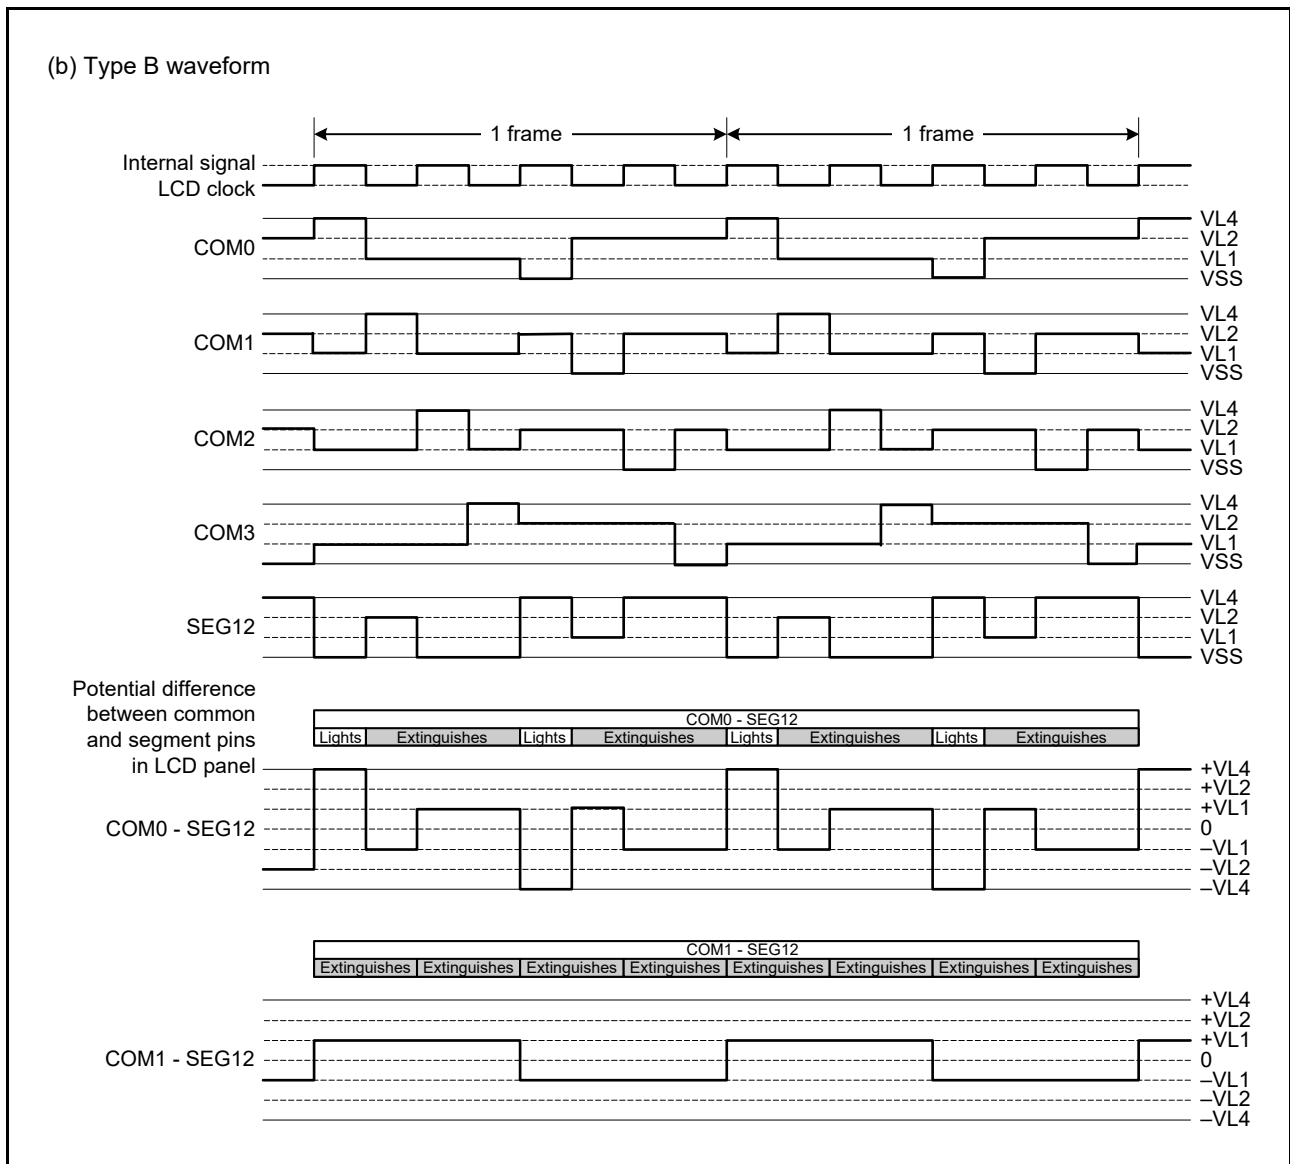 (b) Type B waveform
1 frame
1 frame
Internal signal
LCD clock
COM0
VL4
VL2
VL1
VSS
COM1
VL4
VL2
VL1
VSS
COM2
VL4
VL2
VL1
VSS
COM3
VL4
VL2
VL1
VSS
SEG12
VL4
VL2
VL1
VSS
Potential difference
between common
and segment pins
in LCD panel
COM0 - SEG12
Lights Extinguishes Lights Extinguishes Lights Extinguishes Lights Extinguishes
COM0 - SEG12
+VL4
+VL2
+VL1
0
–VL1
–VL2
–VL4
COM1 - SEG12
Extinguishes Extinguishes Extinguishes Extinguishes Extinguishes Extinguishes Extinguishes Extinguishes
COM1 - SEG12
+VL4
+VL2
+VL1
0
–VL1
–VL2
–VL4